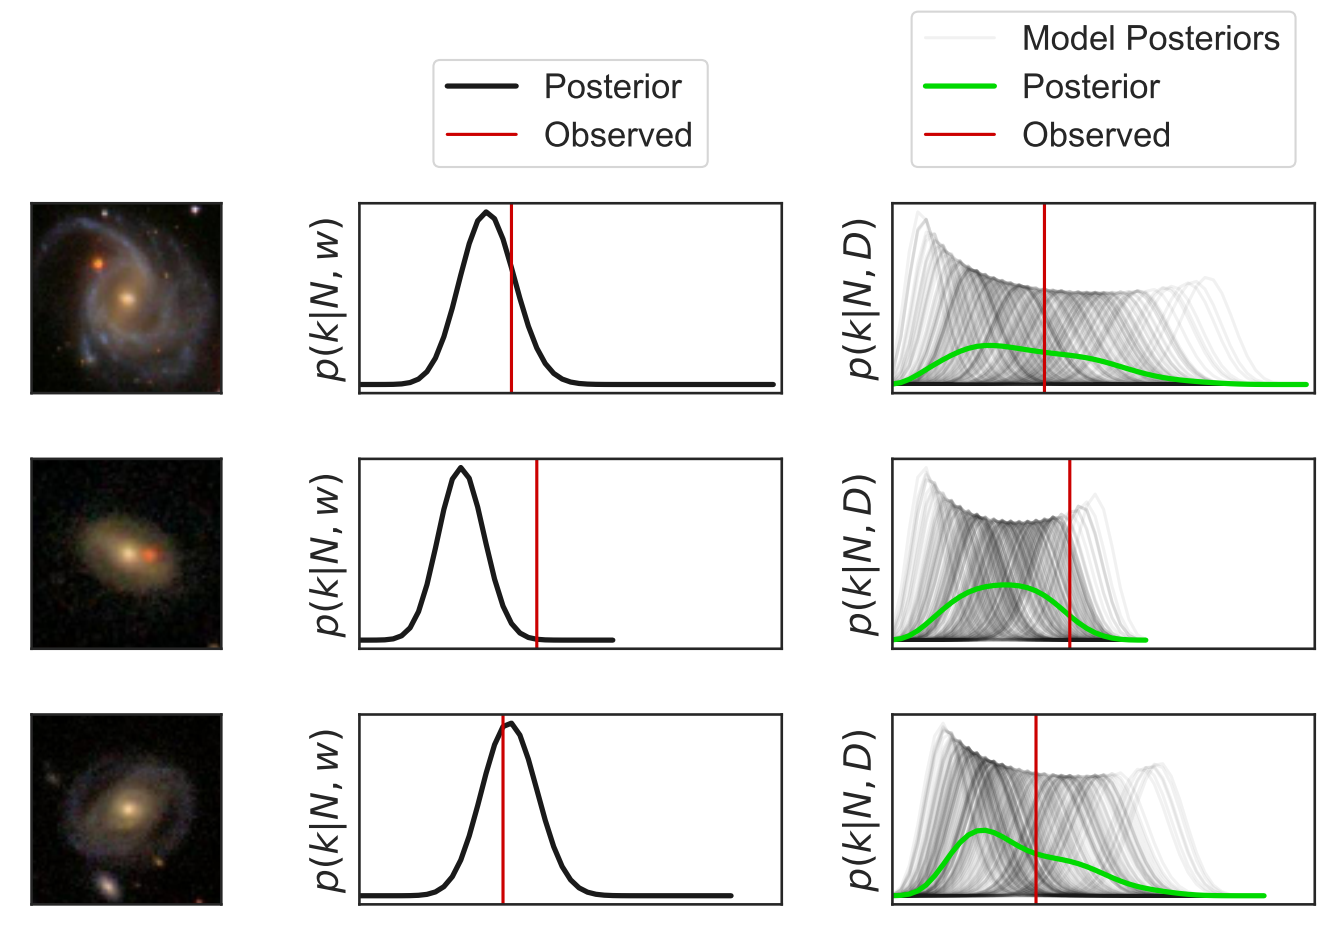 Posterior
Observed
Model Posteriors
Posterior
Observed
p(k|N, w)
p(k|N, D)
p(k|N, w)
p(k|N, D)
p(k|N, w)
p(k|N, D)